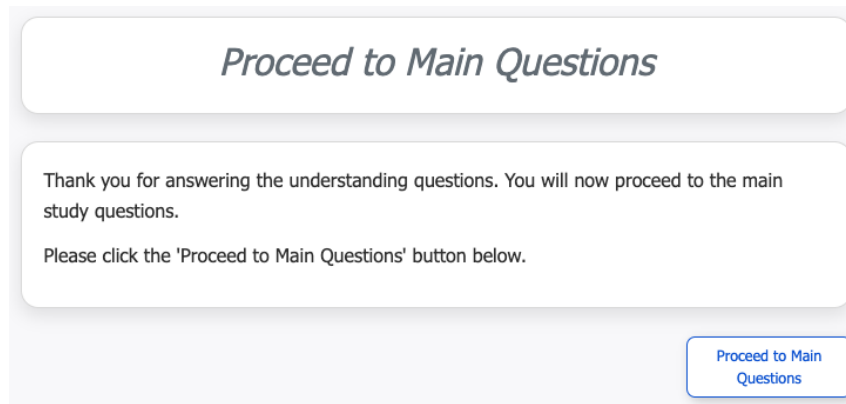 Proceed to Main Questions
Thank you for answering the understanding questions. You will now proceed to the main
study questions.
Please click the 'Proceed to Main Questions' button below.
Proceed to Main
Questions